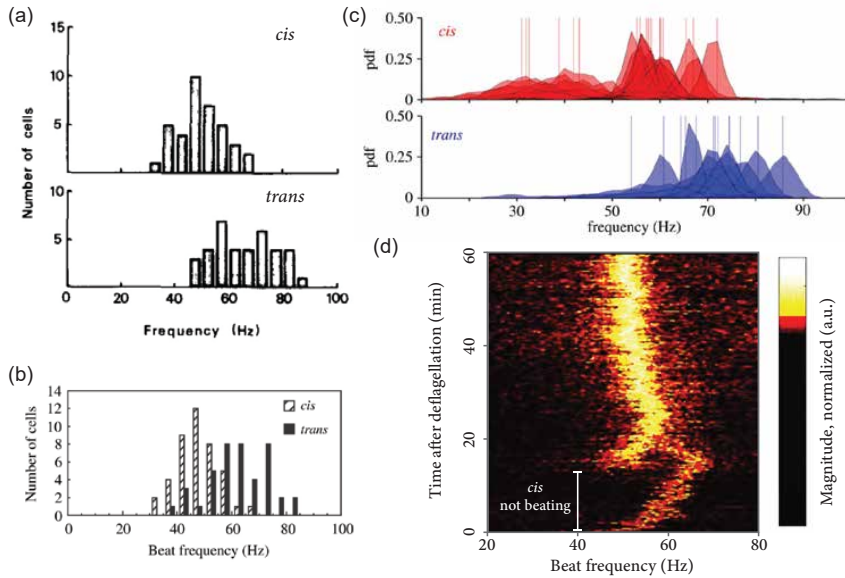 (a)
cis
15
10
5
Number of cells
trans
10
5
0 20 40 60 80 100
Frequency (Hz)
(b)
14
12
10
8
6
4
2
0
Number of cells
cis
trans
0 20 40 60 80 100
Beat frequency (Hz)
(c)
0.50
0.25
0
pdf
cis
0.50
0.25
0
pdf
trans
10 30 50 70 90
frequency (Hz)
(d)
60
40
20
0
Time after deflagellation (min)
cis
not beating
20 40 60 80
Beat frequency (Hz)
Magnitude, normalized (a.u.)